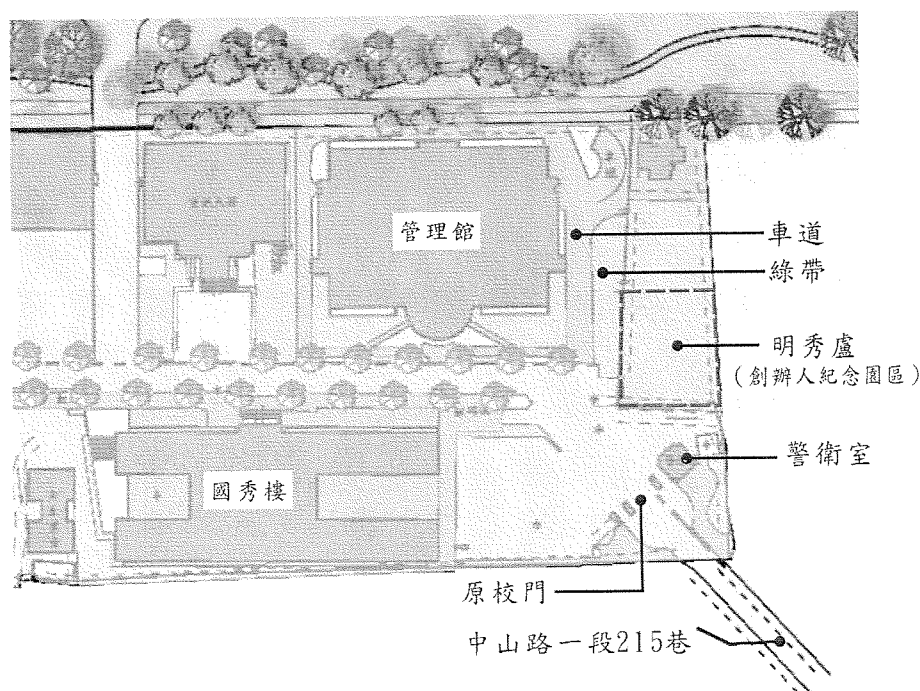 管理館
車道
綠帶
明秀盧
(創辦人紀念園區)
警衛室
國秀樓
原校門
中山路一段215巷